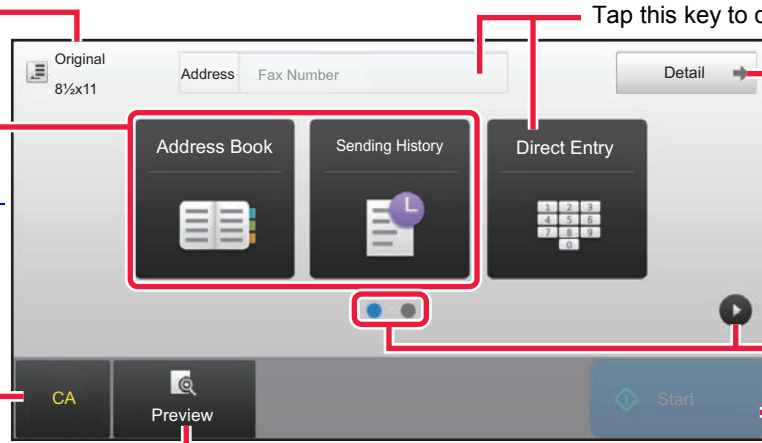 Tap this key to
Original
8½x11
Address Fax Number
Detail
Address Book
Sending History
Direct Entry
1 2 3
4 5 6
7 8 9
0
CA
Preview
Start